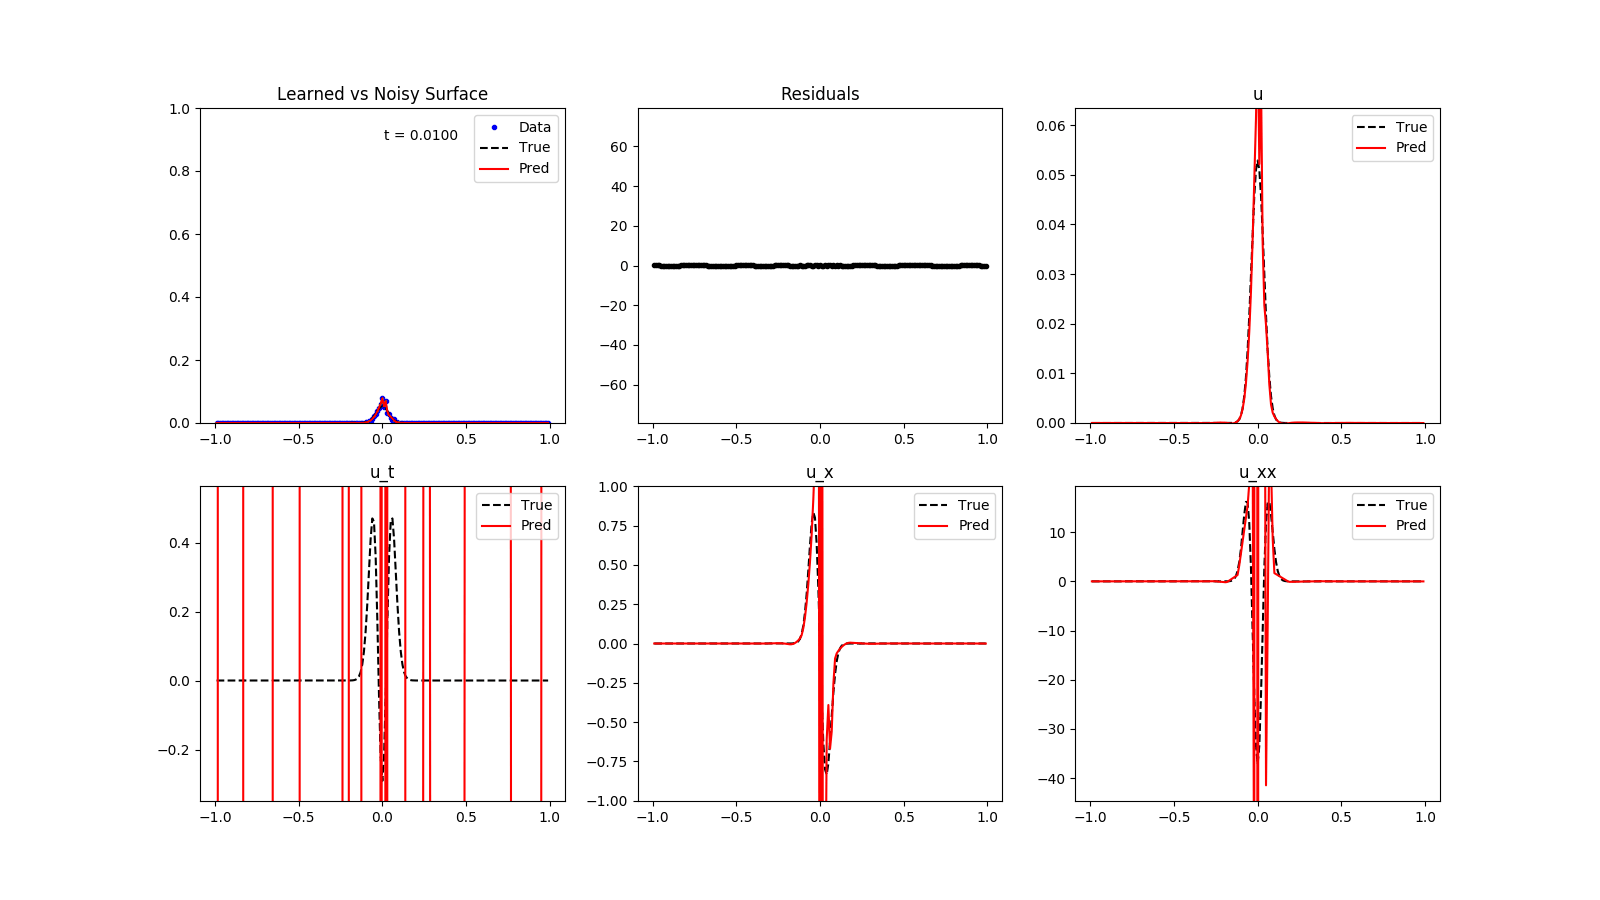 Learned vs Noisy Surface
1.0
0.8
0.6
0.4
0.2
0.0
−1.0 −0.5 0.0 0.5 1.0
t = 0.0100
Data
True
Pred
Residuals
60
40
20
0
−20
−40
−60
−1.0 −0.5 0.0 0.5 1.0
u
0.06
0.05
0.04
0.03
0.02
0.01
0.00
−1.0 −0.5 0.0 0.5 1.0
True
Pred
u_t
0.4
0.2
0.0
−0.2
−1.0 −0.5 0.0 0.5 1.0
True
Pred
u_x
1.00
0.75
0.50
0.25
0.00
−0.25
−0.50
−0.75
−1.00
−1.0 −0.5 0.0 0.5 1.0
True
Pred
u_xx
10
0
−10
−20
−30
−40
−1.0 −0.5 0.0 0.5 1.0
True
Pred